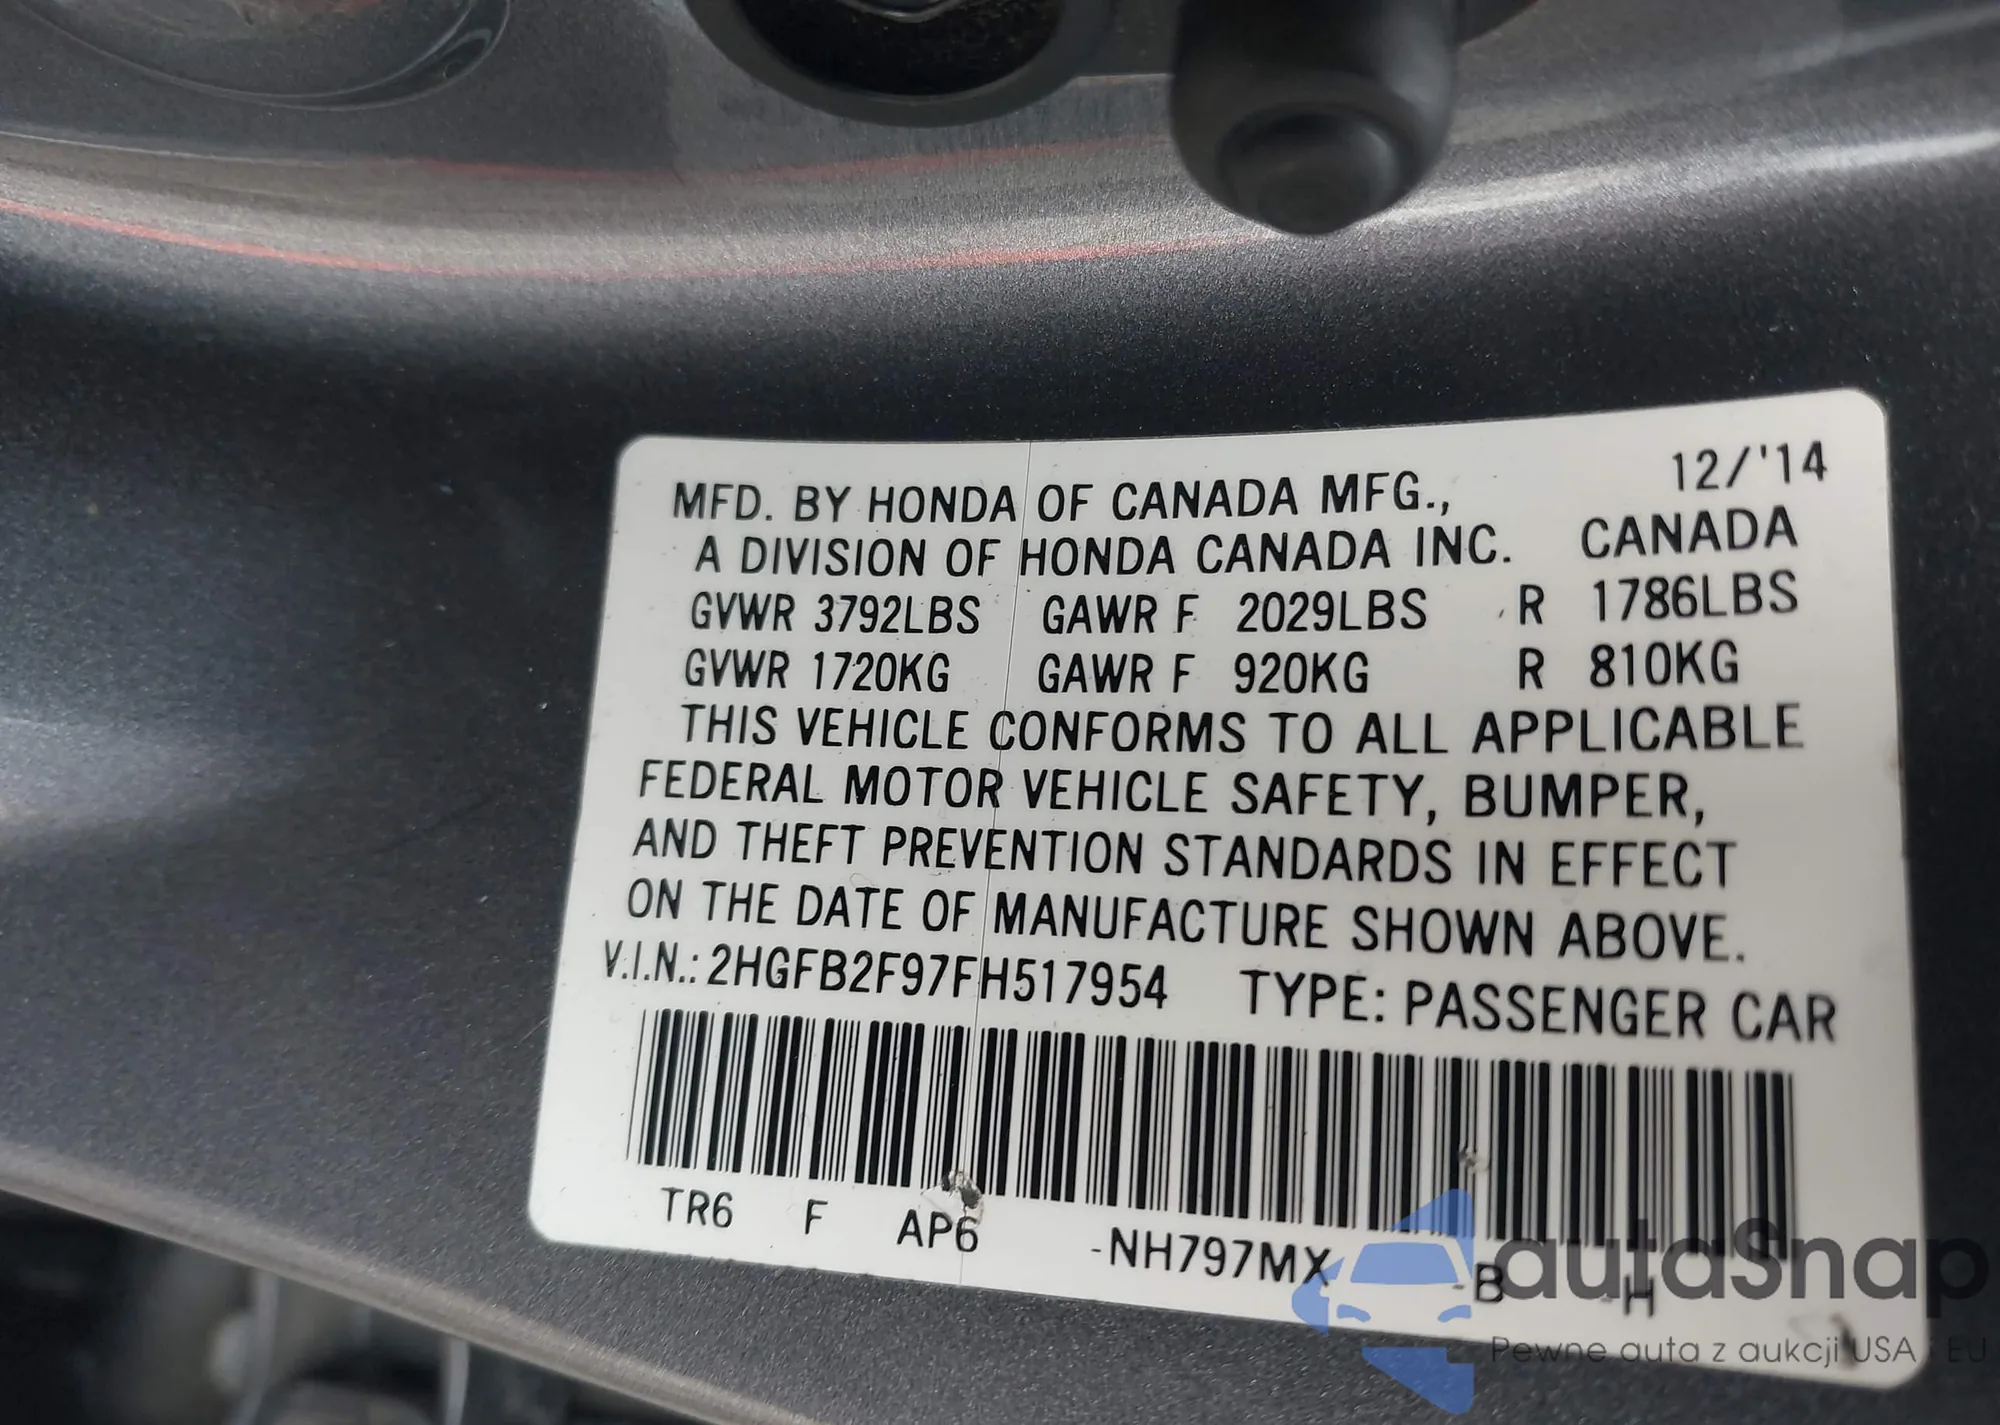 12/'14
MFD. BY HONDA OF CANADA MFG.,
A DIVISION OF HONDA CANADA INC. CANADA
GVWR 3792LBS GAWR F 2029LBS R 1786LBS
GVWR 1720KG GAWR F 920KG R 810KG
THIS VEHICLE CONFORMS TO ALL APPLICABLE
FEDERAL MOTOR VEHICLE SAFETY, BUMPER,
AND THEFT PREVENTION STANDARDS IN EFFECT
ON THE DATE OF MANUFACTURE SHOWN ABOVE.
V.I.N.: 2HGFB2F97FH517954 TYPE: PASSENGER CAR
TR6 F AP6 -NH797MX -B -H
autaSnap
Pewne auta z aukcji USA i EU